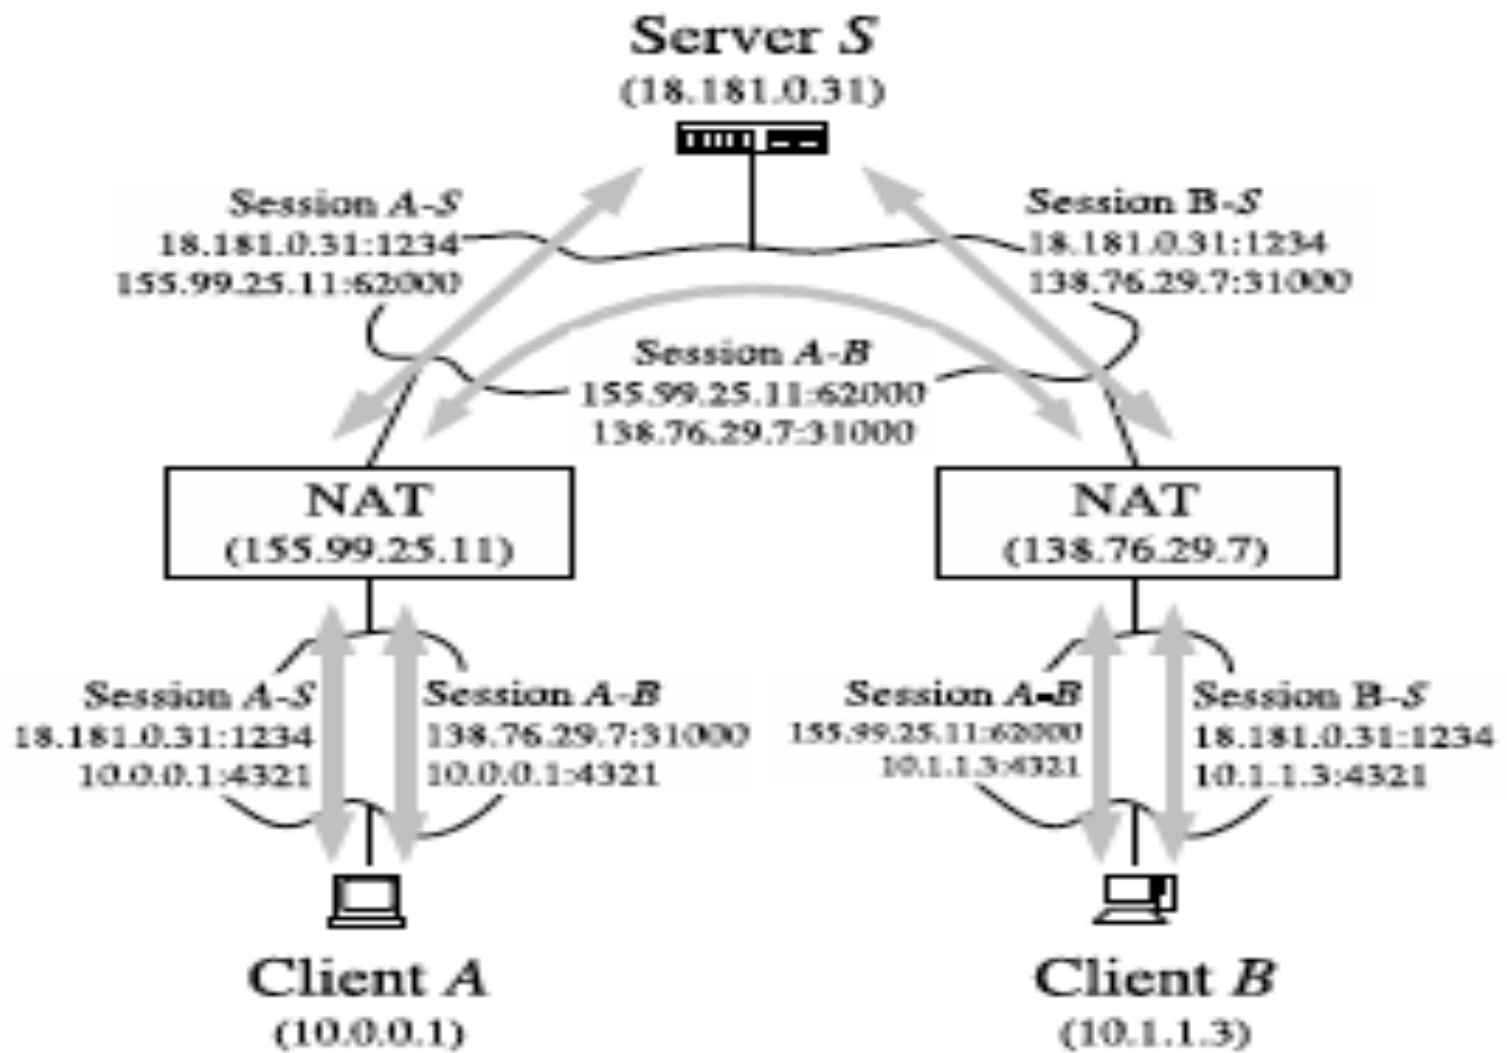 Server S
(18.181.0.31)
Session A-S
18.181.0.31:1234
155.99.25.11:62000
Session B-S
18.181.0.31:1234
138.76.29.7:31000
Session A-B
155.99.25.11:62000
138.76.29.7:31000
NAT
(155.99.25.11)
NAT
(138.76.29.7)
Session A-S
18.181.0.31:1234
10.0.0.1:4321
Session A-B
138.76.29.7:31000
10.0.0.1:4321
Session A-B
155.99.25.11:62000
10.1.1.3:4321
Session B-S
18.181.0.31:1234
10.1.1.3:4321
Client A
(10.0.0.1)
Client B
(10.1.1.3)